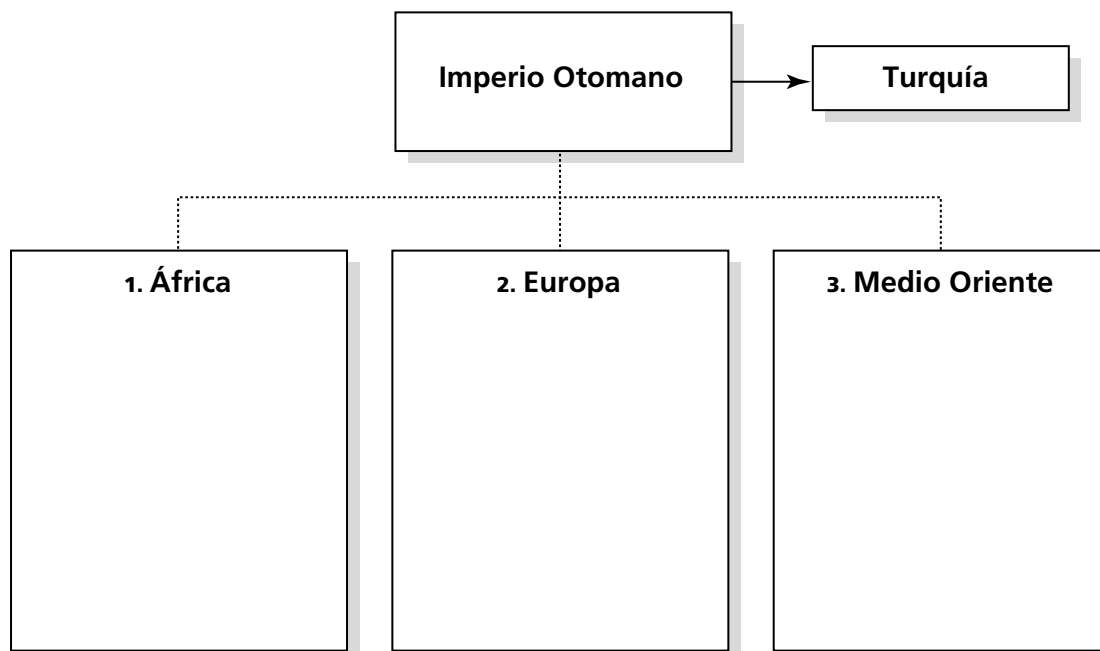 Imperio Otomano
Turquía
1. África
2. Europa
3. Medio Oriente